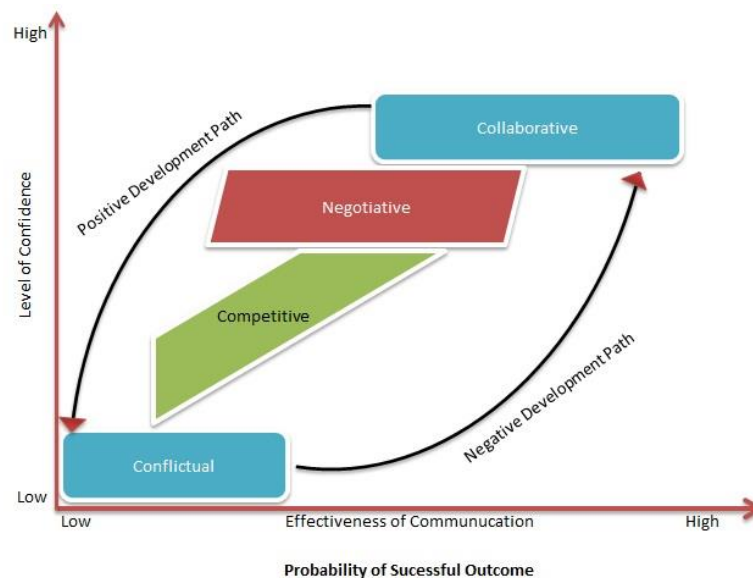 High
Collaborative
Positive Development Path
Negotiative
Level of Confidence
Competitive
Negative Development Path
Conflictual
Low
Low
Effectiveness of Communucation
High
Probability of Sucessful Outcome